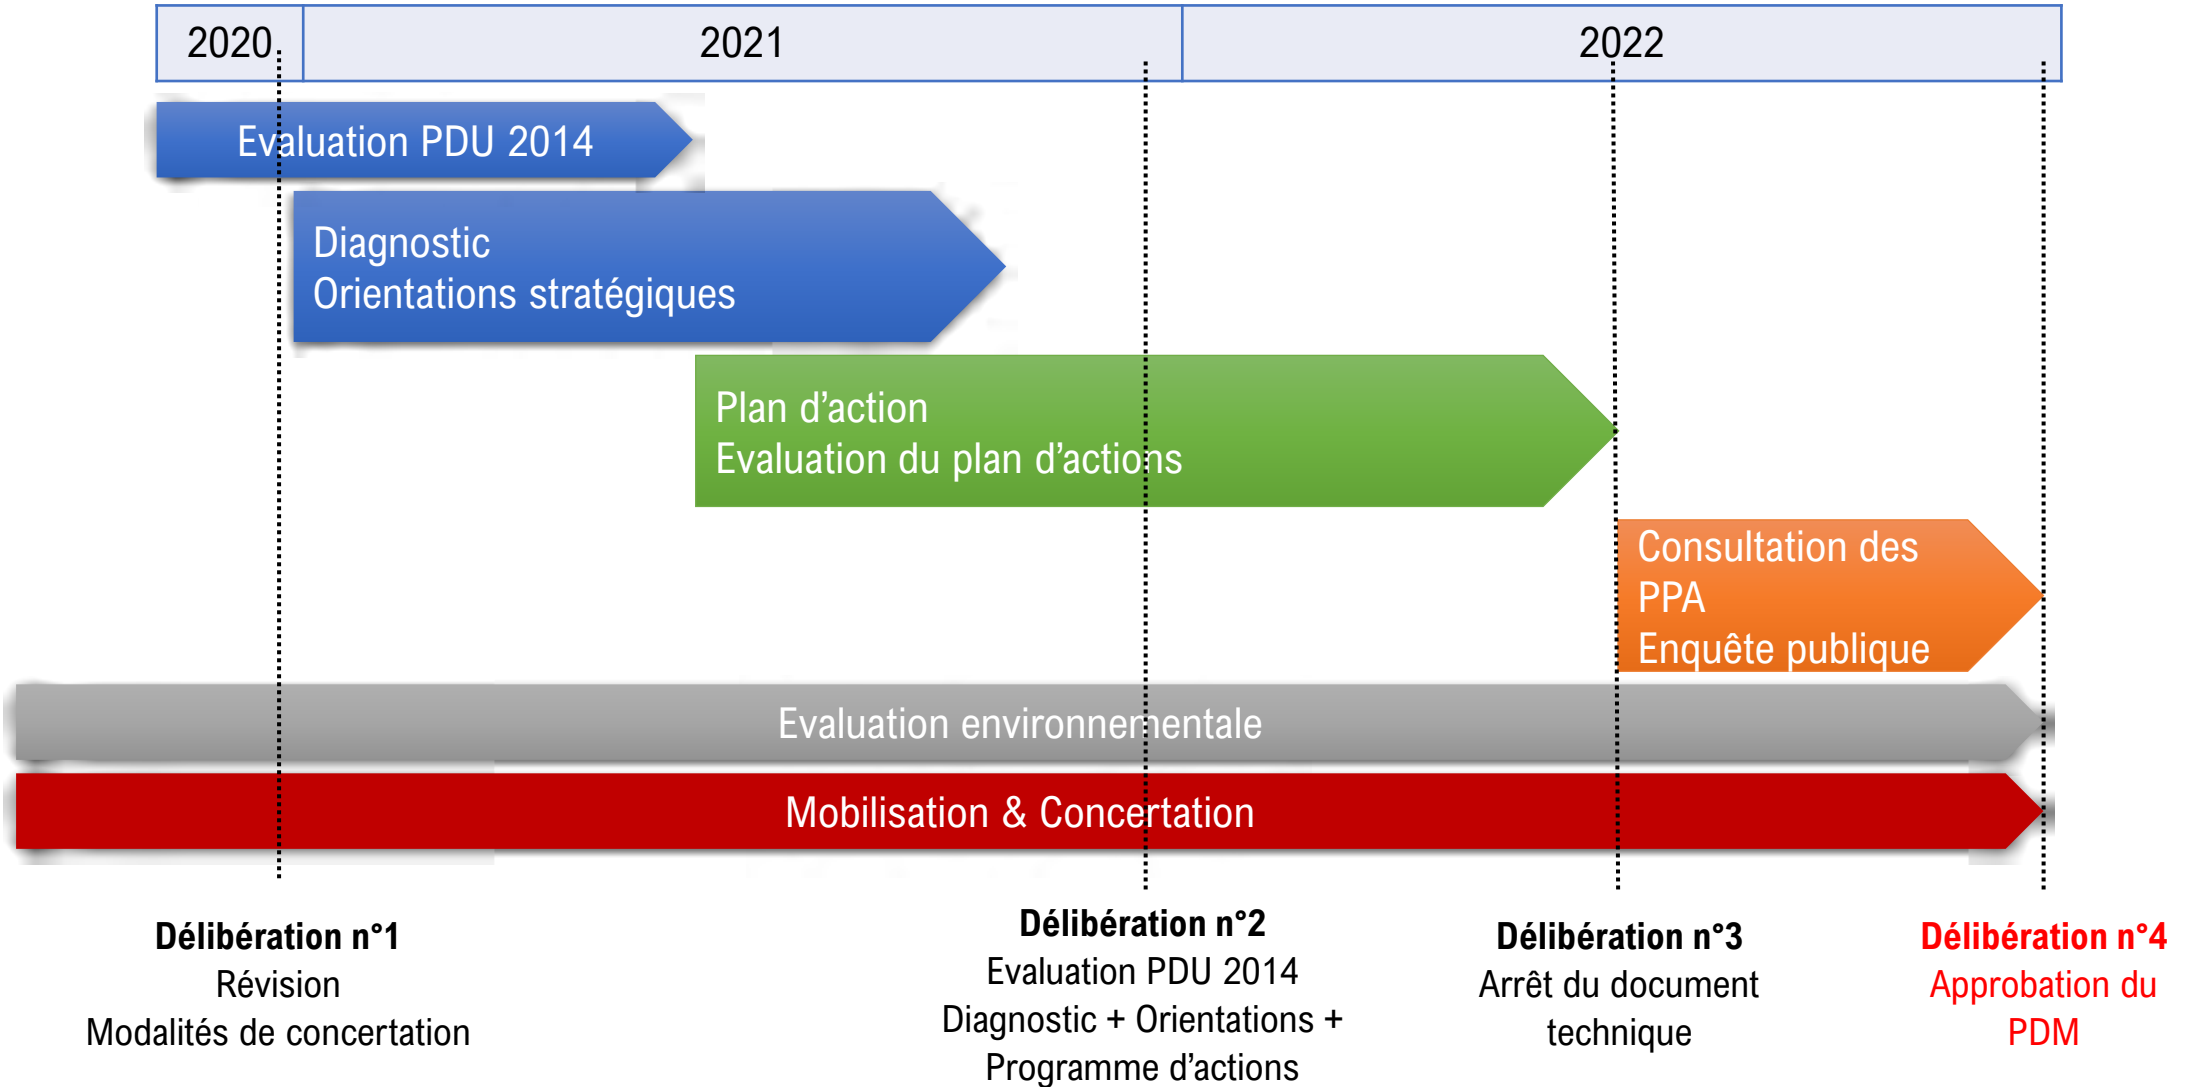 2020
2021
2022
Evaluation PDU 2014
Diagnostic
Orientations stratégiques
Plan d’action
Evaluation du plan d’actions
Consultation des
PPA
Enquête publique
Evaluation environnementale
Mobilisation & Concertation
Délibération n°1
Révision
Modalités de concertation
Délibération n°2
Evaluation PDU 2014
Diagnostic + Orientations +
Programme d’actions
Délibération n°3
Arrêt du document
technique
Délibération n°4
Approbation du
PDM